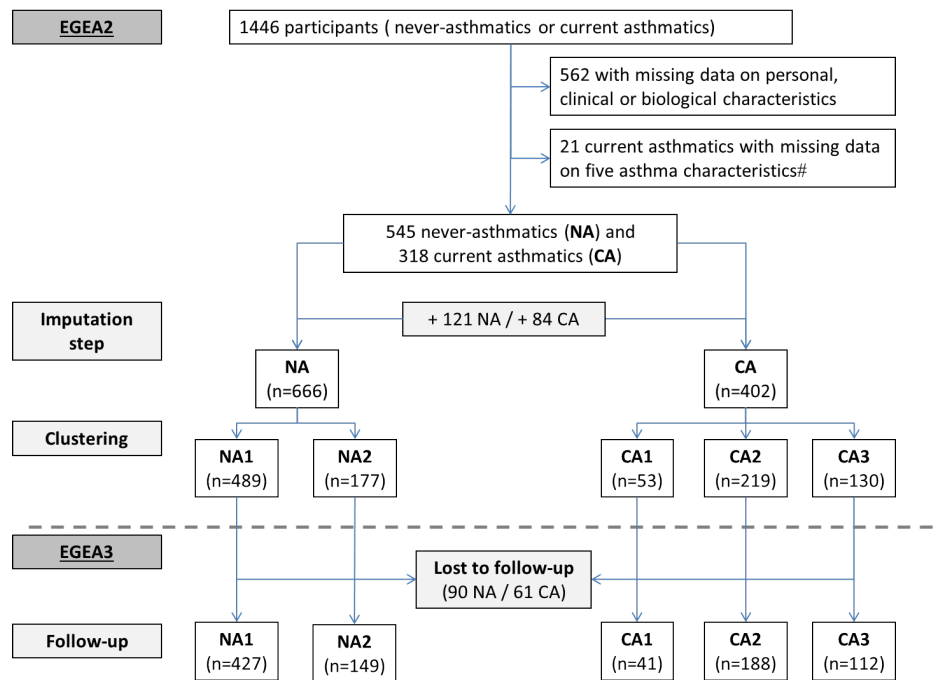 EGEA2
1446 participants ( never-asthmatics or current asthmatics)
562 with missing data on personal,
clinical or biological characteristics
21 current asthmatics with missing data
on five asthma characteristics#
545 never-asthmatics (NA) and
318 current asthmatics (CA)
Imputation
step
+ 121 NA / + 84 CA
NA
(n=666)
CA
(n=402)
Clustering
NA1
(n=489)
NA2
(n=177)
CA1
(n=53)
CA2
(n=219)
CA3
(n=130)
EGEA3
Lost to follow-up
(90 NA / 61 CA)
Follow-up
NA1
(n=427)
NA2
(n=149)
CA1
(n=41)
CA2
(n=188)
CA3
(n=112)